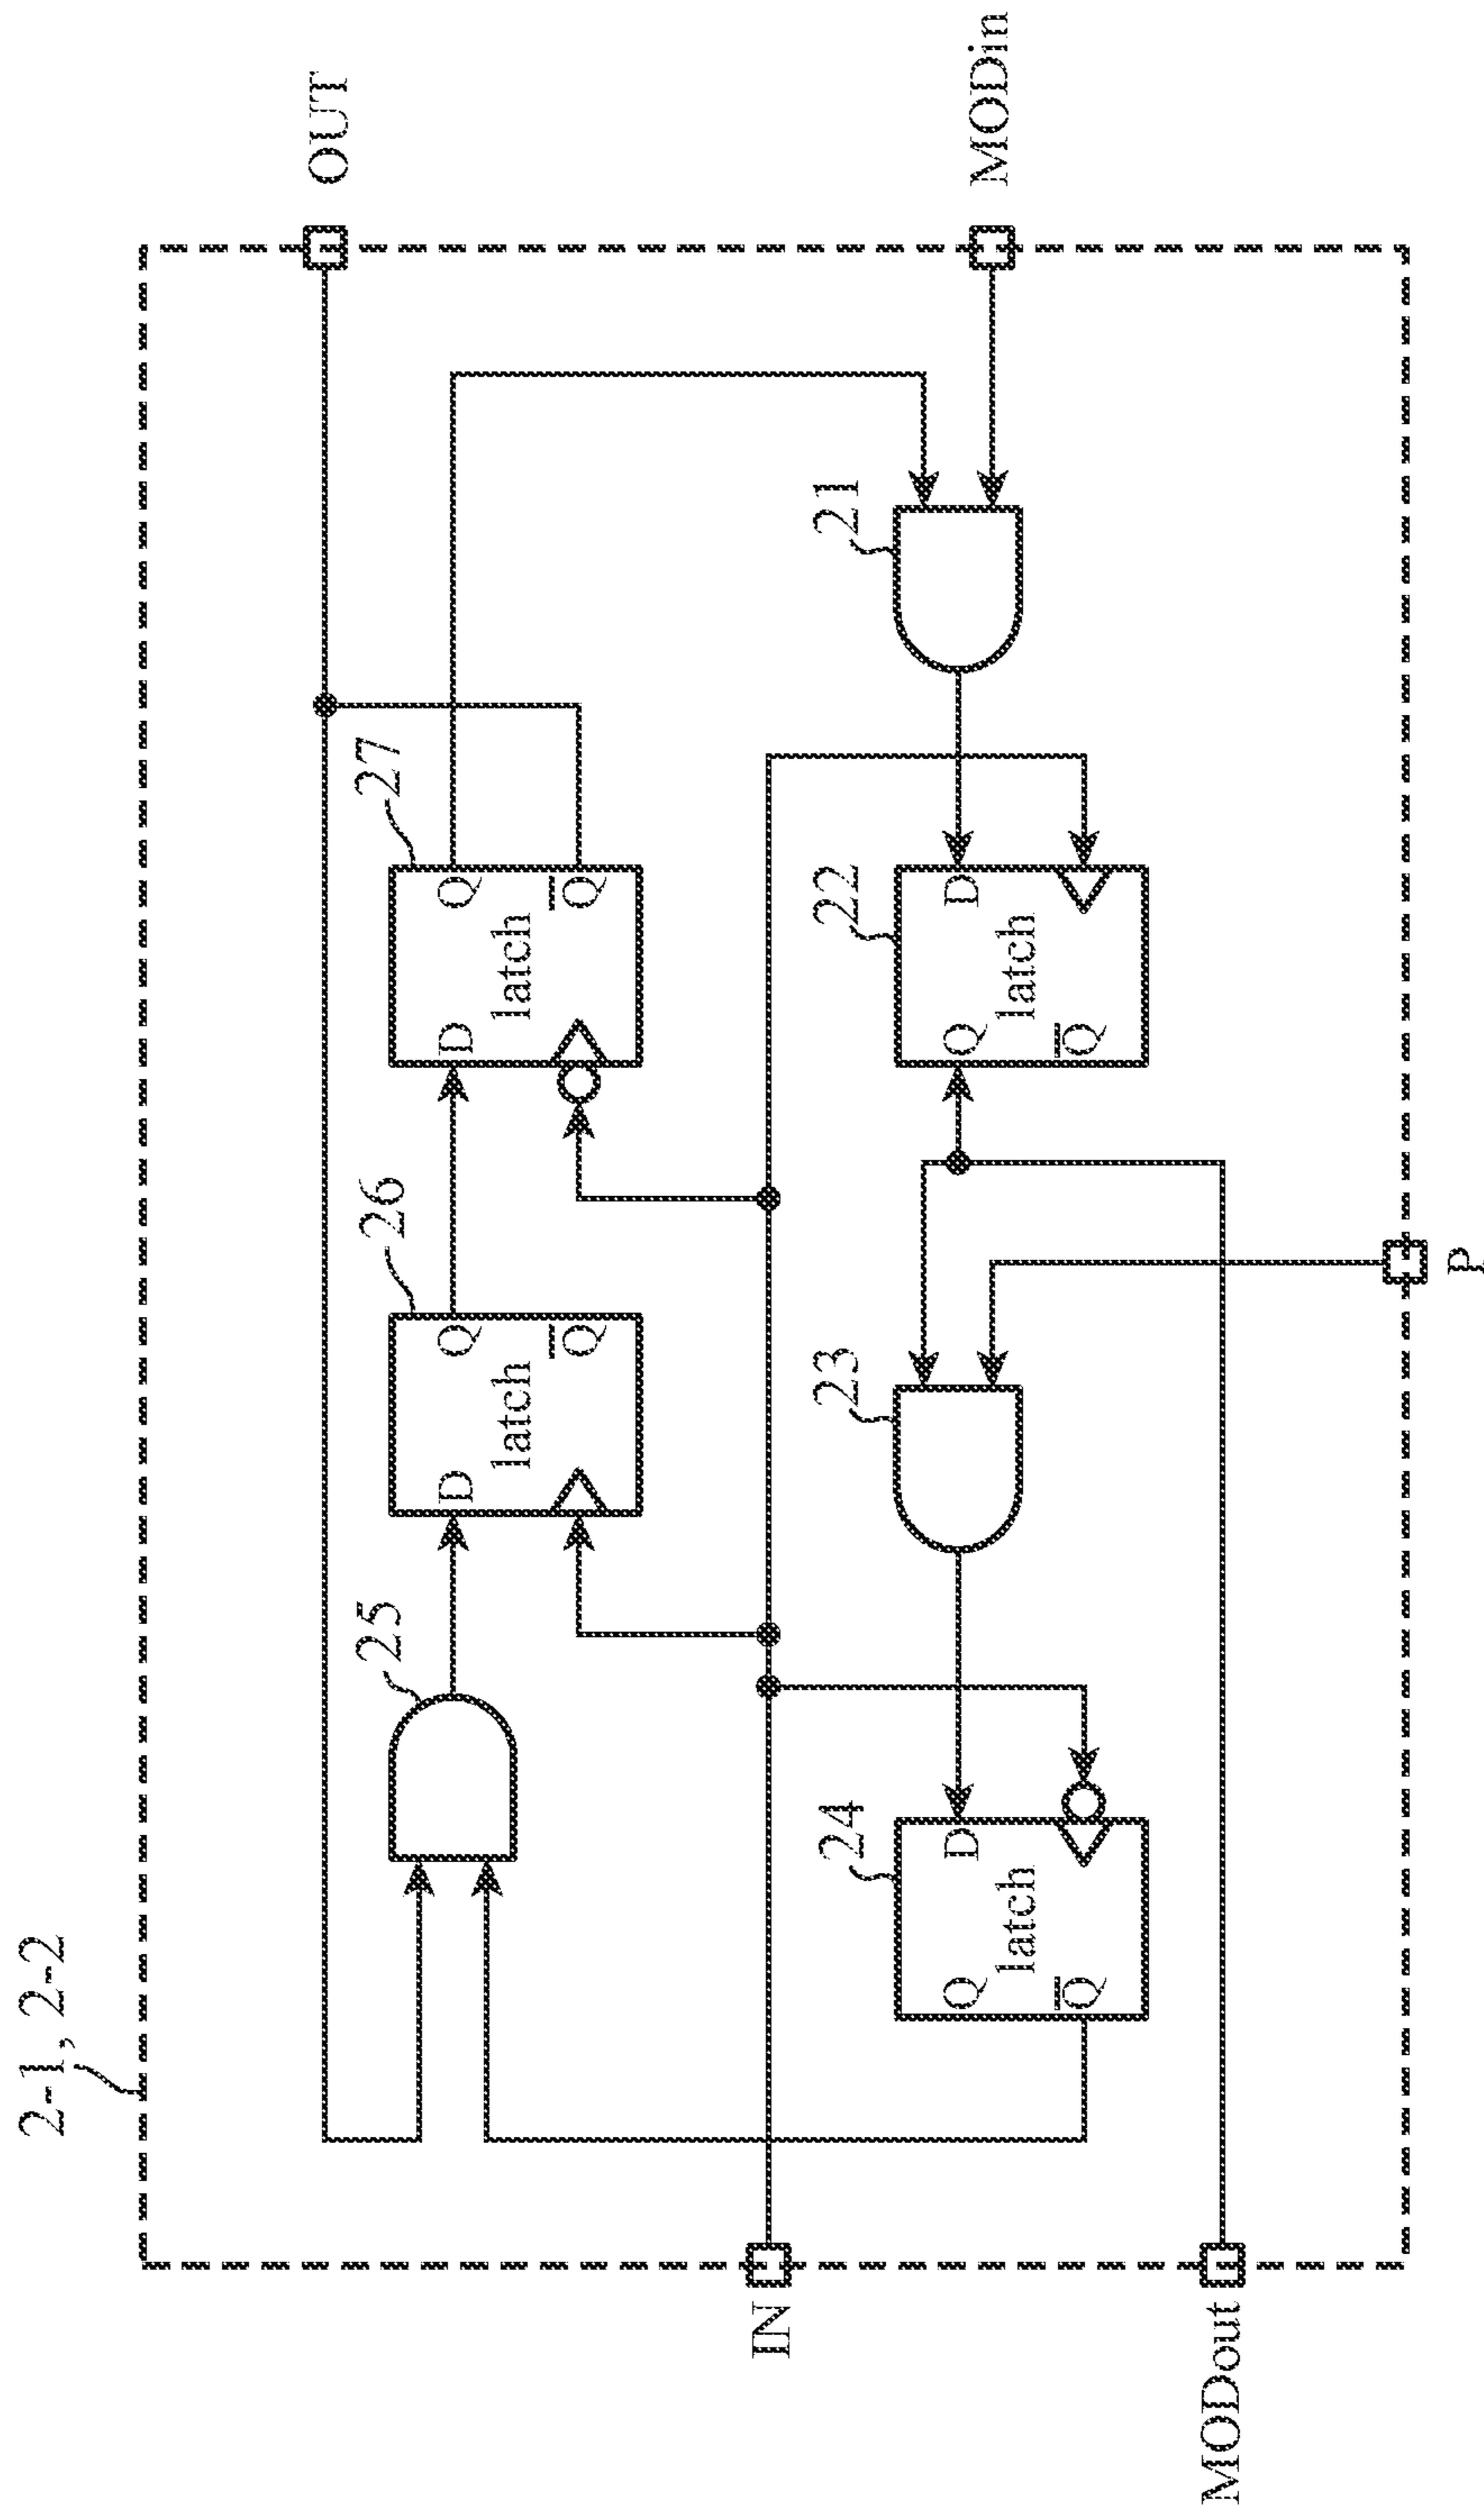 2-1, 2-2
OUT
25
26
27
D
Q
latch
Q
D
Q
latch
Q
IN
24
23
22
21
MODin
Q
D
latch
Q
Q
D
latch
Q
MODout
P